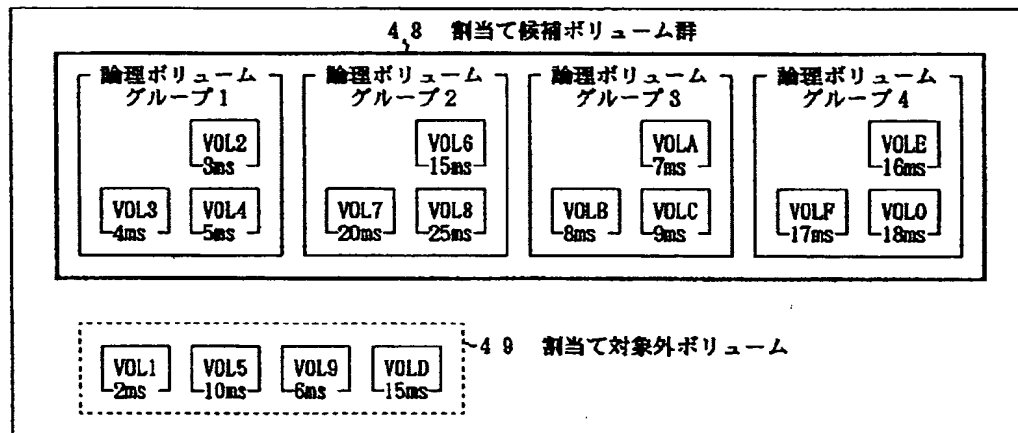 48 割当て候補ボリューム群
論理ボリューム
グループ1
VOL2
3ms
VOL3
4ms
VOL4
5ms
論理ボリューム
グループ2
VOL6
15ms
VOL7
20ms
VOL8
25ms
論理ボリューム
グループ3
VOLA
7ms
VOLB
8ms
VOLC
9ms
論理ボリューム
グループ4
VOLE
16ms
VOLF
17ms
VOL0
18ms
49 割当て対象外ボリューム
VOL1
2ms
VOL5
10ms
VOL9
6ms
VOLD
15ms